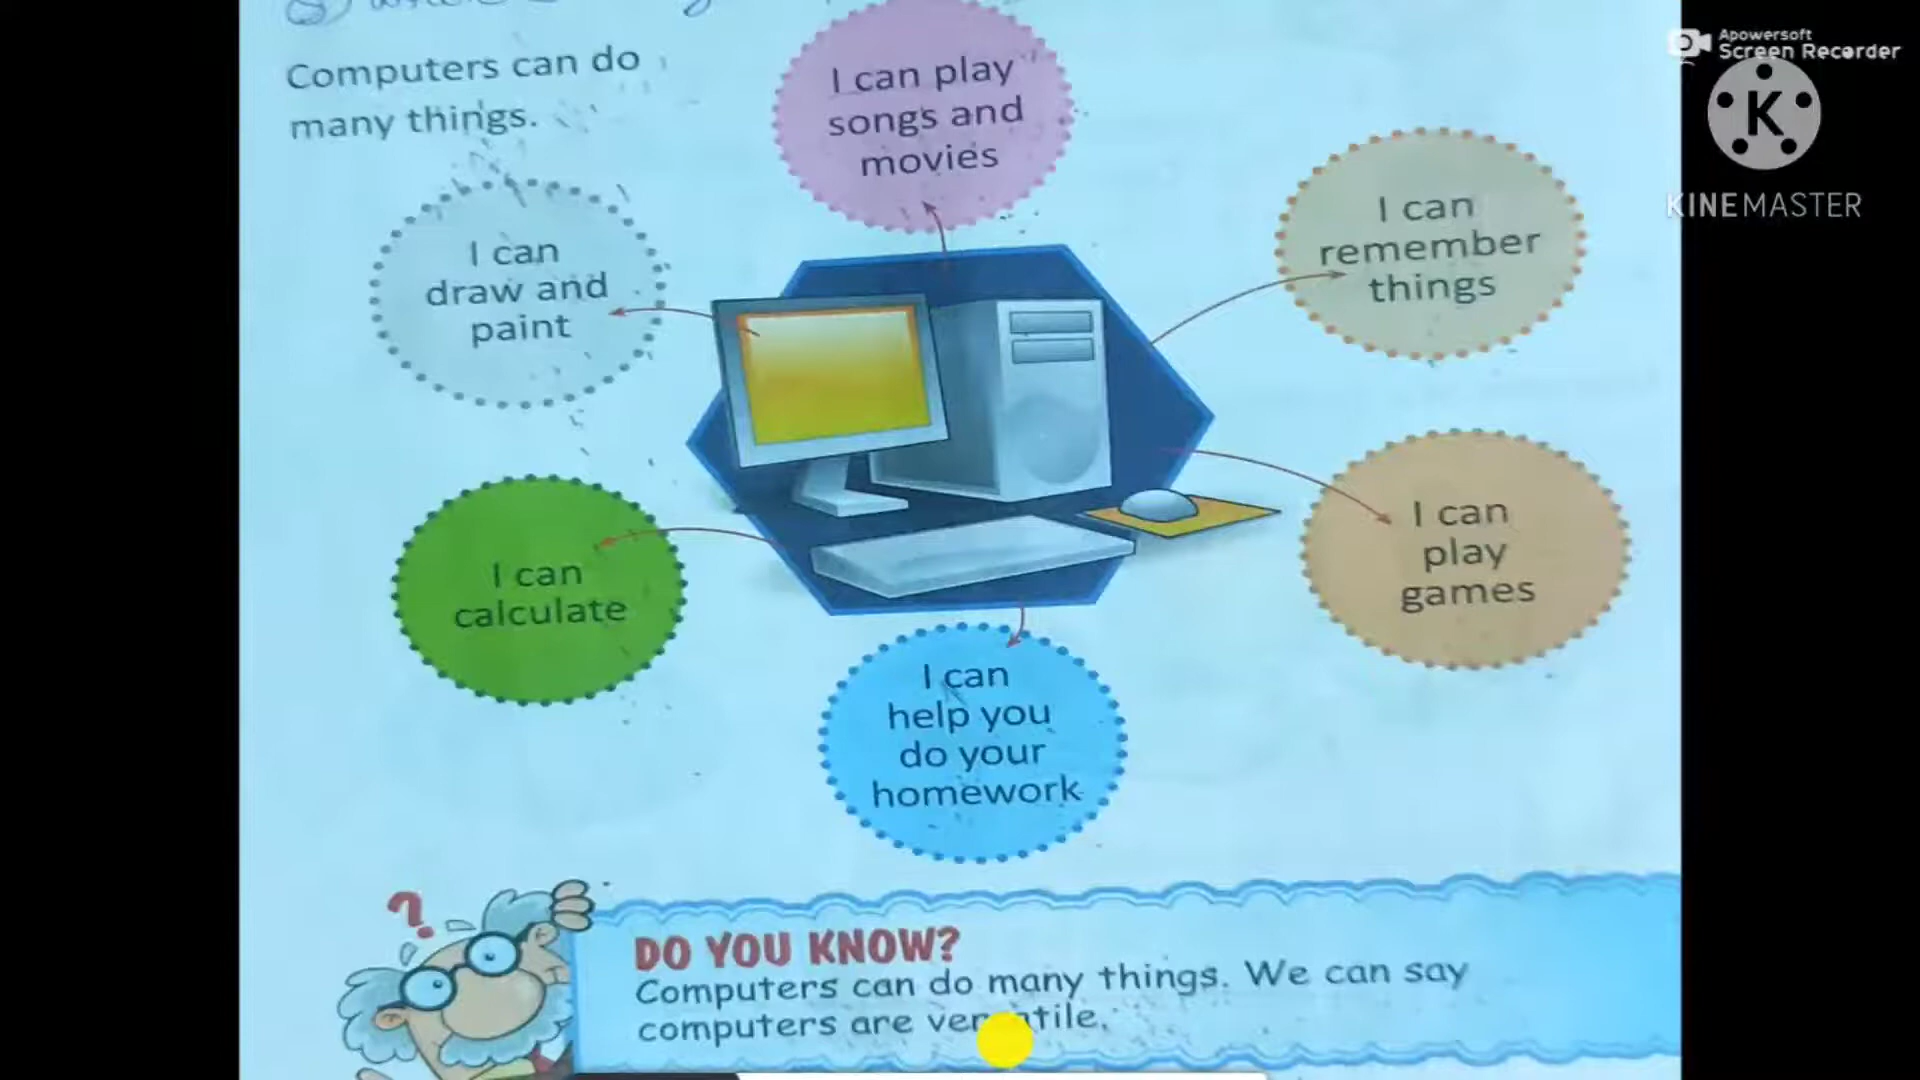 Computers can do
many things.
I can play
songs and
movies
I can
remember
things
I can
draw and
paint
I can
play
games
I can
calculate
I can
help you
do your
homework
DO YOU KNOW?
Computers can do many things. We can say
computers are
Apowersoft
Screen Recorder
K
KINEMASTER